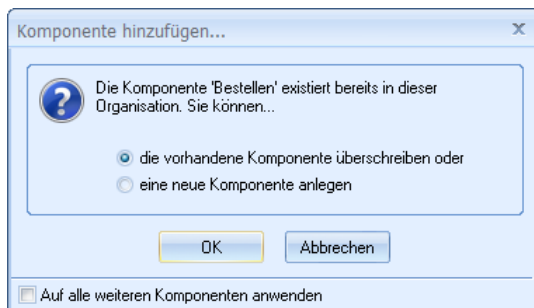 Komponente hinzufügen...
Die Komponente 'Bestellen' existiert bereits in dieser
Organisation. Sie können...
die vorhandene Komponente überschreiben oder
eine neue Komponente anlegen
OK
Abbrechen
Auf alle weiteren Komponenten anwenden